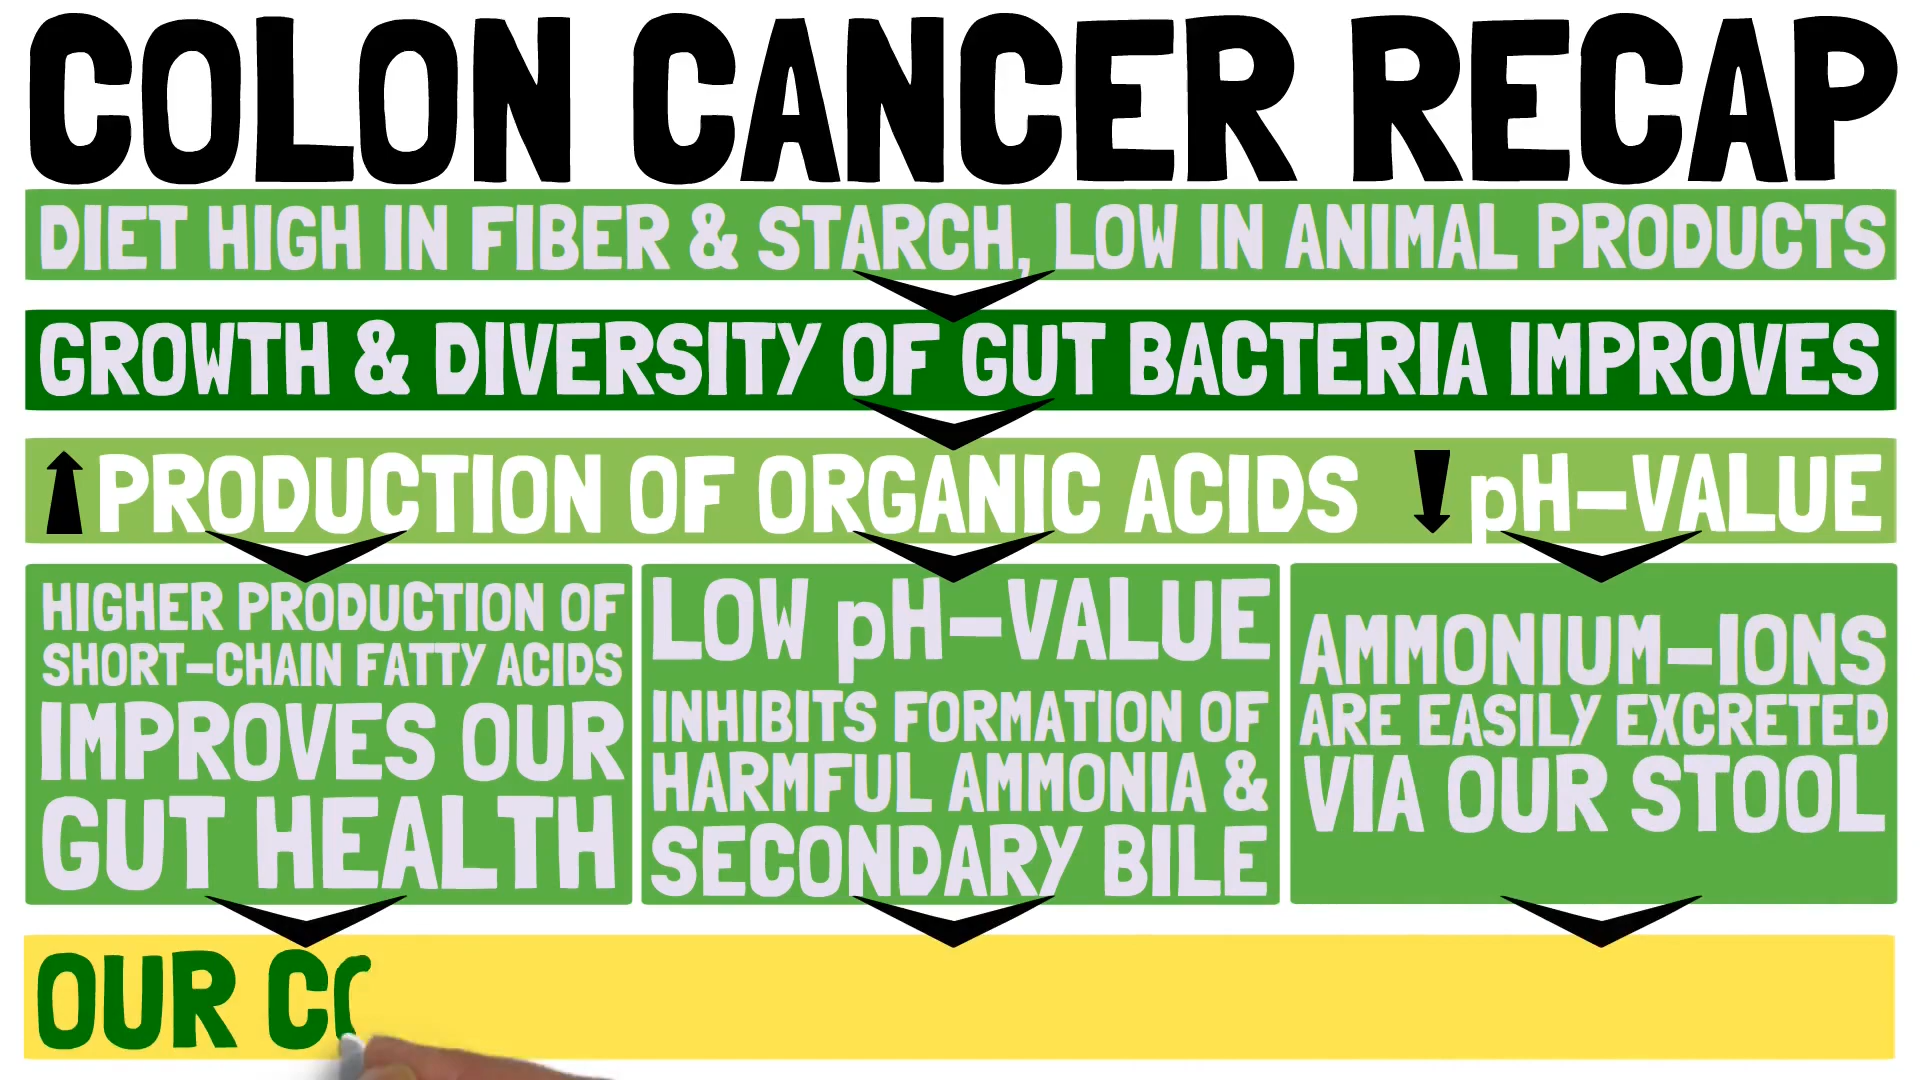 COLON CANCER RECAP
DIET HIGH IN FIBER & STARCH, LOW IN ANIMAL PRODUCTS
GROWTH & DIVERSITY OF GUT BACTERIA IMPROVES
PRODUCTION OF ORGANIC ACIDS pH-VALUE
HIGHER PRODUCTION OF
SHORT-CHAIN FATTY ACIDS
IMPROVES OUR
GUT HEALTH
LOW pH-VALUE
INHIBITS FORMATION OF
HARMFUL AMMONIA &
SECONDARY BILE
AMMONIUM-IONS
ARE EASILY EXCRETED
VIA OUR STOOL
OUR